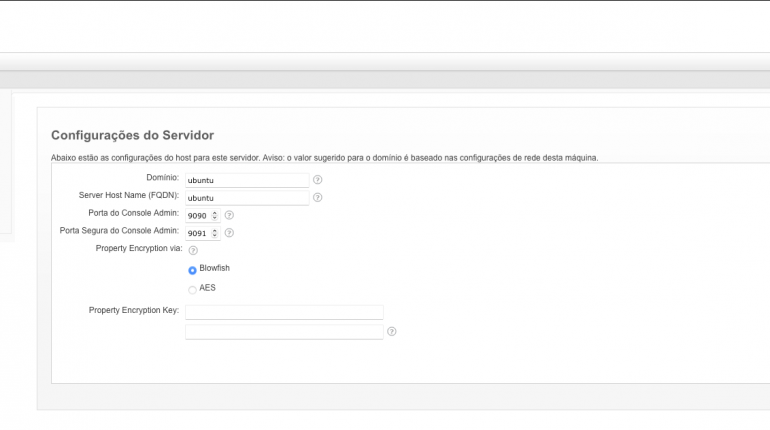 Configurações do Servidor
Abaixo estão as configurações do host para este servidor. Aviso: o valor sugerido para o domínio é baseado nas configurações de rede desta máquina.
Domínio: ubuntu ?
Server Host Name (FQDN): ubuntu ?
Porta do Console Admin: 9090 ?
Porta Segura do Console Admin: 9091 ?
Property Encryption via: ?
Blowfish
AES
Property Encryption Key:
?